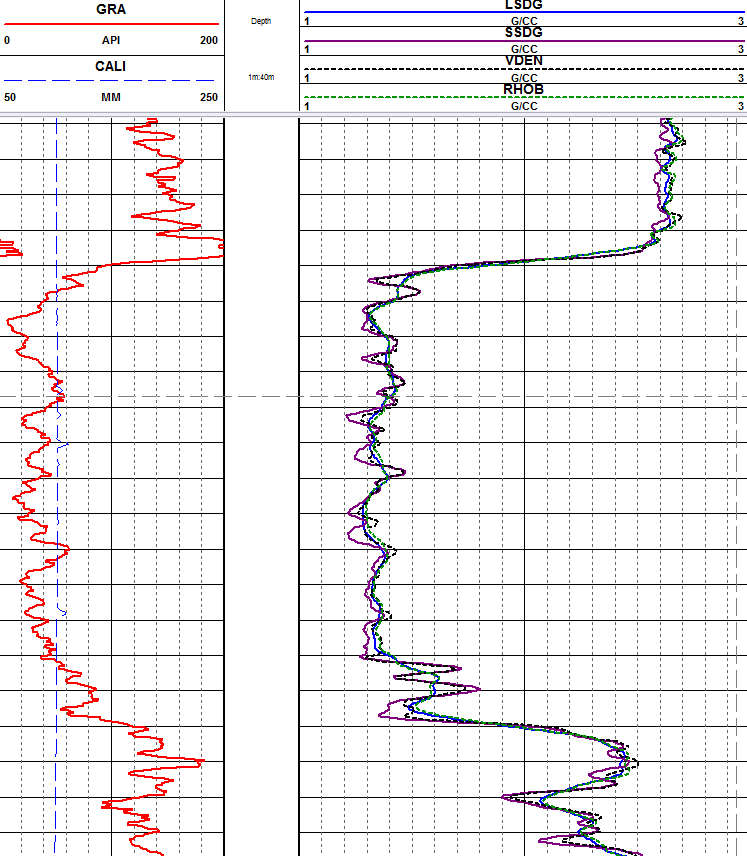 GRA
0 API 200
CALI
50 MM 250
Depth
1m:40m
LSDG
1 G/CC 3
SSDG
1 G/CC 3
VDEN
1 G/CC 3
RHOB
1 G/CC 3